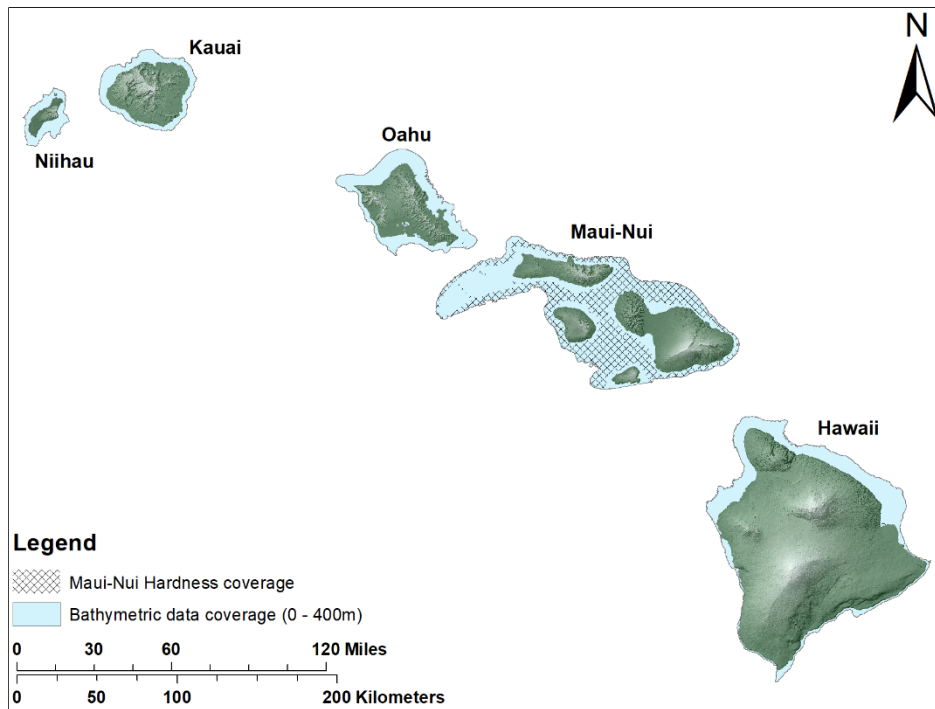 N
Kauai
Niihau
Oahu
Maui-Nui
Hawaii
Legend
Maui-Nui Hardness coverage
Bathymetric data coverage (0 - 400m)
0 30 60 120 Miles
0 50 100 200 Kilometers